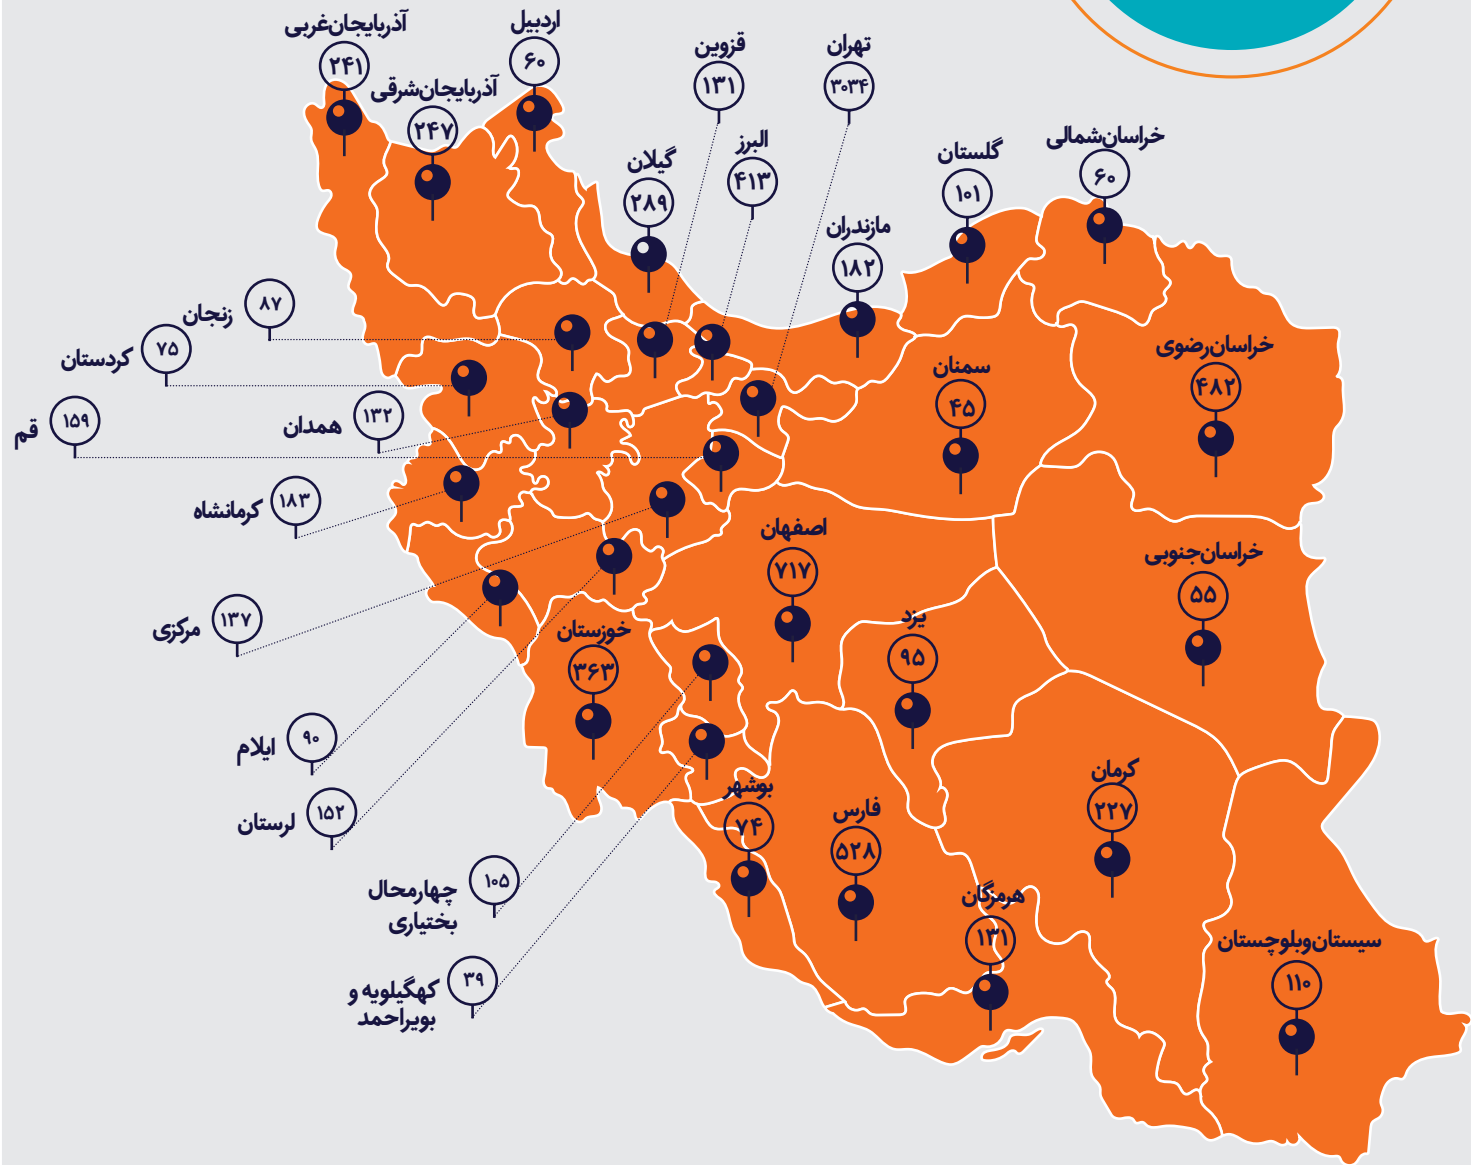 آذربایجان‌غربی
۲۴۱
اردبیل
۶۰
آذربایجان‌شرقی
۲۴۷
قزوین
۱۳۱
تهران
۳۰۳۴
البرز
۴۱۳
گیلان
۲۸۹
گلستان
۱۰۱
خراسان‌شمالی
۶۰
مازندران
۱۸۲
زنجان
۸۷
کردستان
۷۵
خراسان‌رضوی
۴۸۲
سمنان
۴۵
همدان
۱۳۲
قم
۱۵۹
کرمانشاه
۱۸۳
اصفهان
۷۱۷
خراسان‌جنوبی
۵۵
مرکزی
۱۳۷
خوزستان
۳۶۳
یزد
۹۵
ایلام
۹۰
لرستان
۱۵۲
بوشهر
۷۴
فارس
۵۲۸
کرمان
۲۲۷
چهارمحال
بختیاری
۱۰۵
هرمزگان
۱۳۱
سیستان‌وبلوچستان
۱۱۰
کهگیلویه و
بویراحمد
۳۹